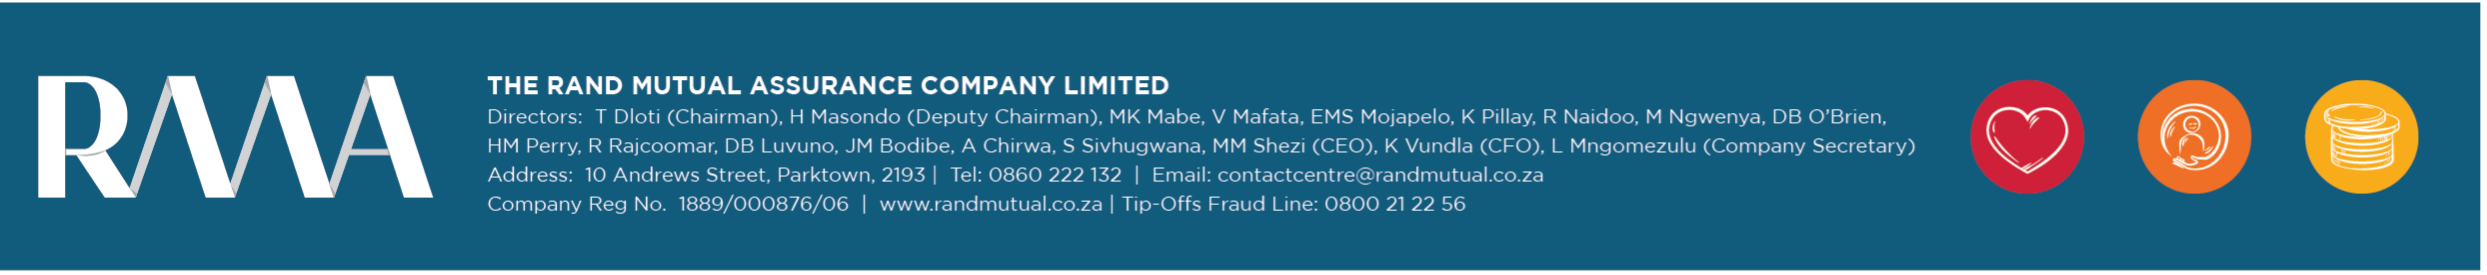 RMA
THE RAND MUTUAL ASSURANCE COMPANY LIMITED
Directors: T Dloti (Chairman), H Masondo (Deputy Chairman), MK Mabe, V Mafata, EMS Mojapelo, K Pillay, R Naidoo, M Ngwenya, DB O’Brien,
HM Perry, R Rajcoomar, DB Luvuno, JM Bodibe, A Chirwa, S Sivhugwana, MM Shezi (CEO), K Vundla (CFO), L Mngomezulu (Company Secretary)
Address: 10 Andrews Street, Parktown, 2193 | Tel: 0860 222 132 | Email: contactcentre@randmutual.co.za
Company Reg No. 1889/000876/06 | www.randmutual.co.za | Tip-Offs Fraud Line: 0800 21 22 56